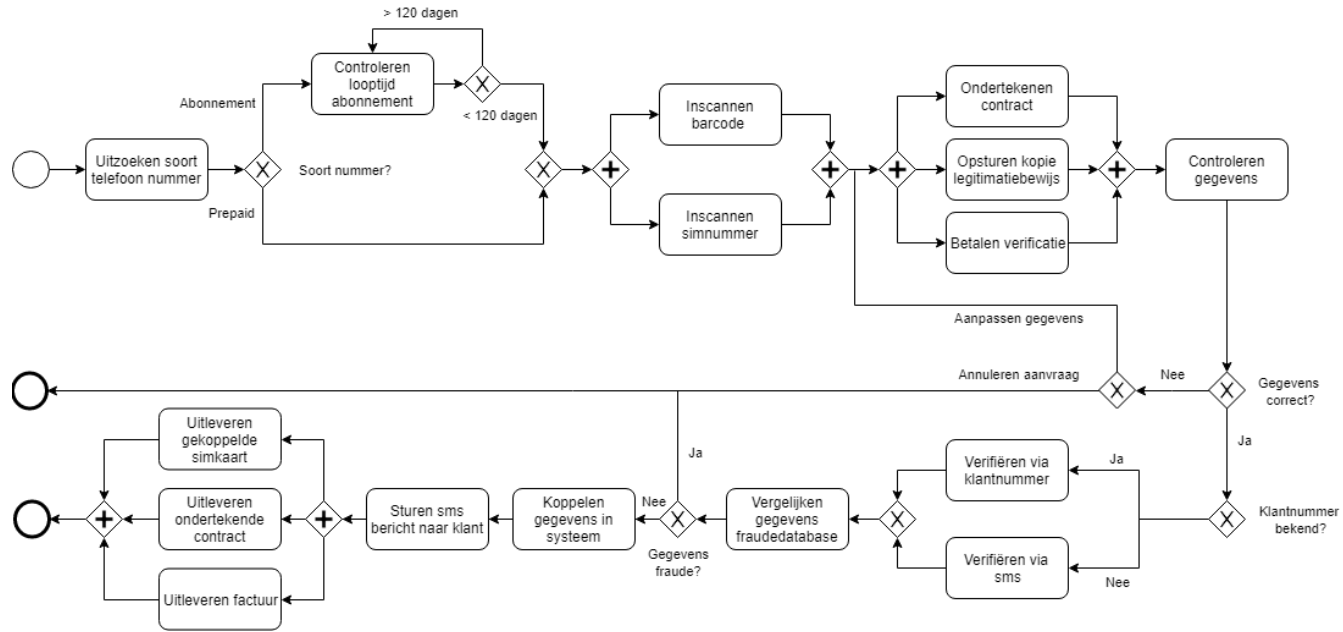 > 120 dagen
Controleren
looptijd
abonnement
Abonnement
< 120 dagen
Uitzoeken soort
telefoon nummer
Soort nummer?
Prepaid
Inscannen
barcode
Inscannen
simnummer
Ondertekenen
contract
Opsturen kopie
legitimatiebewijs
Betalen verificatie
Controleren
gegevens
Aanpassen gegevens
Annuleren aanvraag
Nee
Gegevens
correct?
Ja
Klantnummer
bekend?
Ja
Verifiëren via
klantnummer
Nee
Verifiëren via
sms
Vergelijken
gegevens
fraudedatabase
Ja
Nee
Gegevens
fraude?
Koppelen
gegevens in
systeem
Sturen sms
bericht naar klant
Uitleveren
gekoppelde
simkaart
Uitleveren
ondertekende
contract
Uitleveren factuur